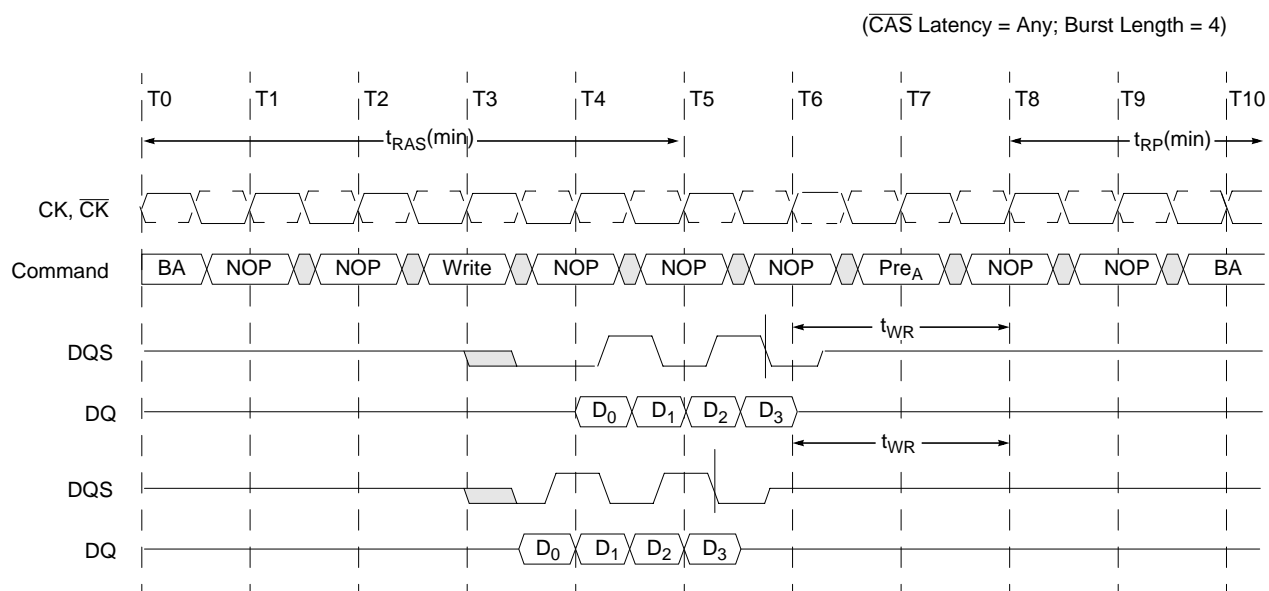 (C̅A̅S̅ Latency = Any; Burst Length = 4)
T0 T1 T2 T3 T4 T5 T6 T7 T8 T9 T10
tRAS(min) tRP(min)
CK, C̅K̅
Command BA NOP NOP Write NOP NOP NOP PreA NOP NOP BA
tWR
DQS
DQ D0 D1 D2 D3
tWR
DQS
DQ D0 D1 D2 D3